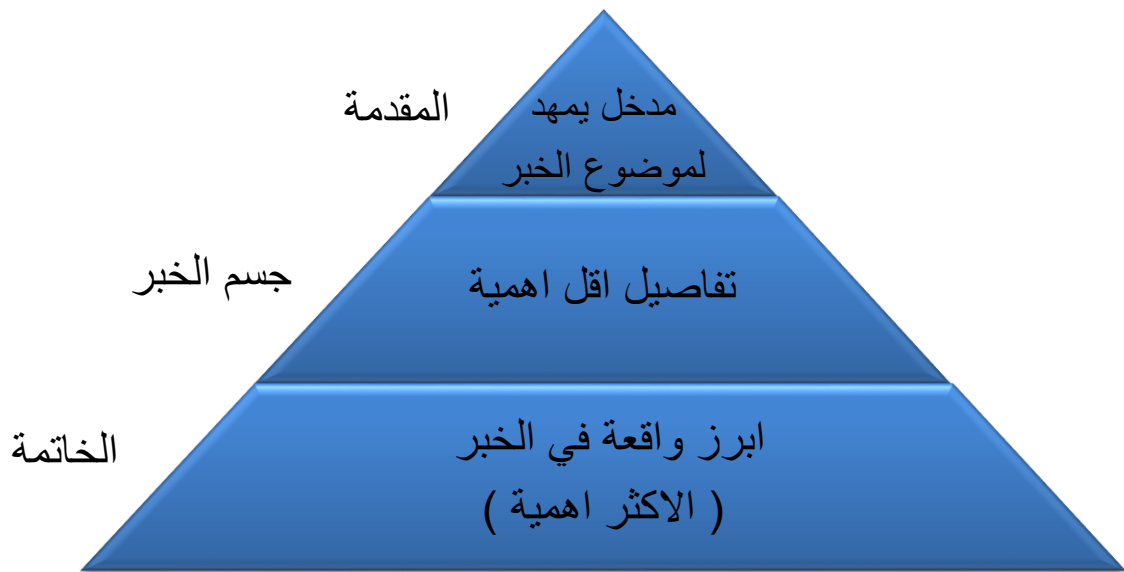 المقدمة
مدخل يمهد
لموضوع الخبر
جسم الخبر
تفاصيل اقل اهمية
الخاتمة
ابرز واقعة في الخبر
( الاكثر اهمية )